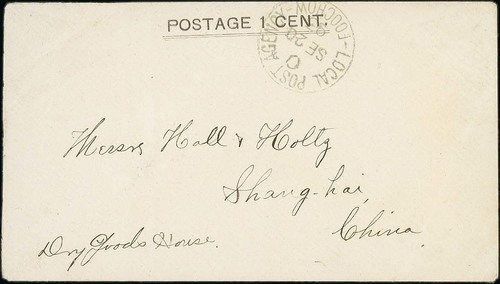 POSTAGE 1 CENT.
LOCAL POST AGENCY - FOOCHOW -
SE 20
Messrs Hall & Holtz
Shang-hai,
China.
Dry Goods House.